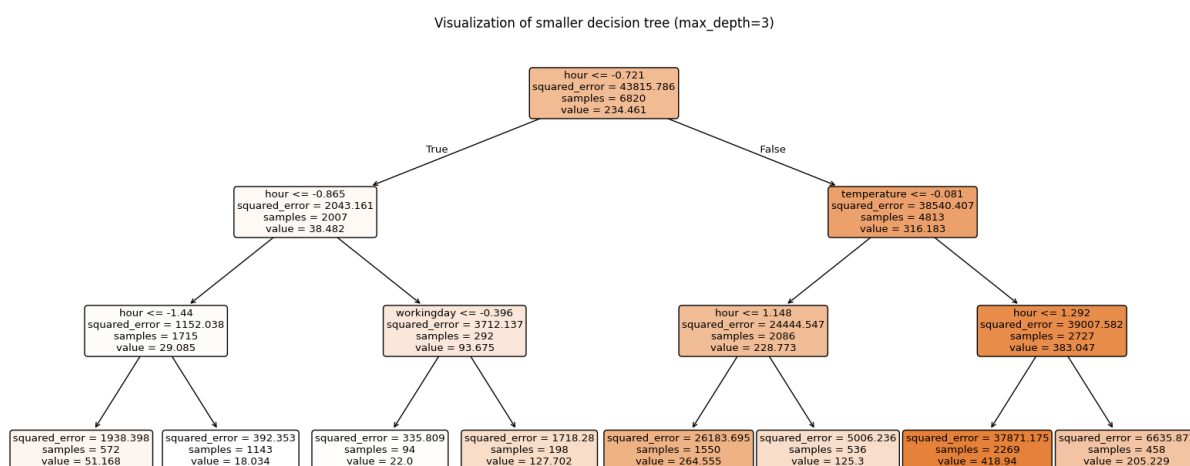 Visualization of smaller decision tree (max_depth=3)
hour <= -0.721
squared_error = 43815.786
samples = 6820
value = 234.461
True
False
hour <= -0.865
squared_error = 2043.161
samples = 2007
value = 38.482
temperature <= -0.081
squared_error = 38540.407
samples = 4813
value = 316.183
hour <= -1.44
squared_error = 1152.038
samples = 1715
value = 29.085
workingday <= -0.396
squared_error = 3712.137
samples = 292
value = 93.675
hour <= 1.148
squared_error = 24444.547
samples = 2086
value = 228.773
hour <= 1.292
squared_error = 39007.582
samples = 2727
value = 383.047
squared_error = 1938.398
samples = 572
value = 51.168
squared_error = 392.353
samples = 1143
value = 18.034
squared_error = 335.809
samples = 94
value = 22.0
squared_error = 1718.28
samples = 198
value = 127.702
squared_error = 26183.695
samples = 1550
value = 264.555
squared_error = 5006.236
samples = 536
value = 125.3
squared_error = 37871.175
samples = 2269
value = 418.94
squared_error = 6635.87
samples = 458
value = 205.229